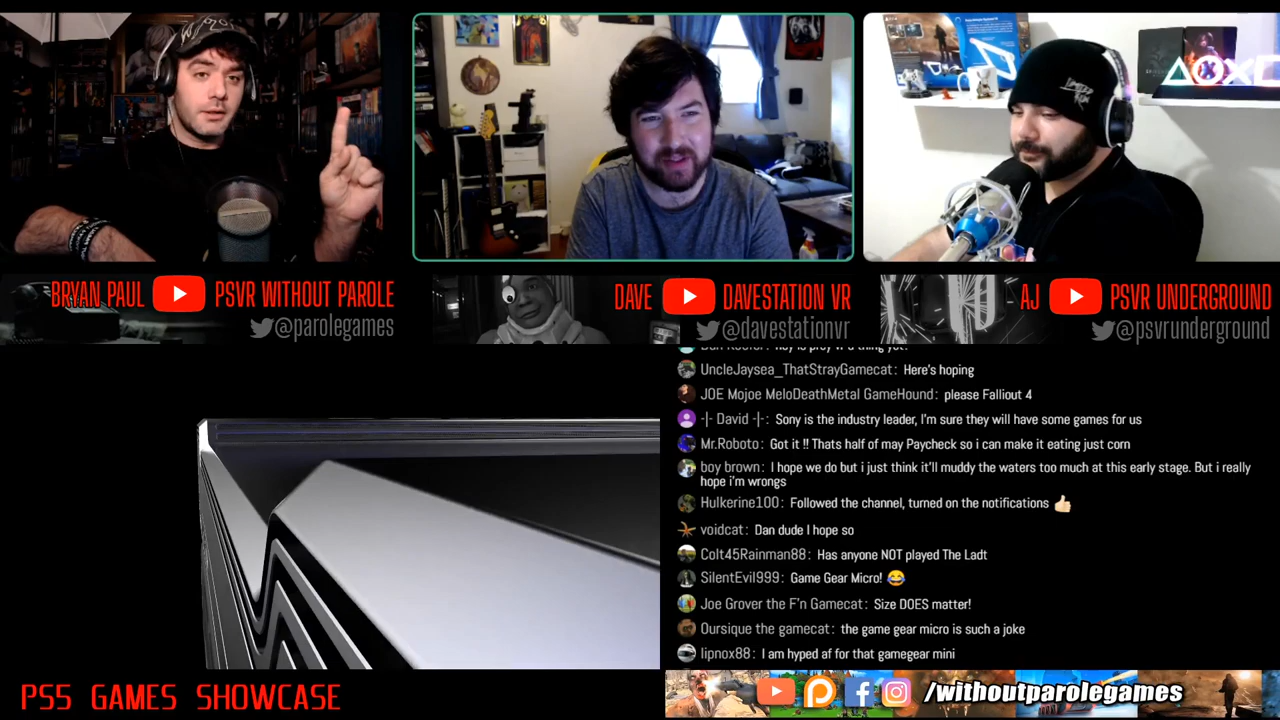 LIMITED RUN
BRYAN PAUL PSVR WITHOUT PAROLE
@parolegames
DAVE DAVESTATION VR
@davestationvr
AJ PSVR UNDERGROUND
@psvrunderground
UncleJaysea_ThatStrayGamecat: Here's hoping
JOE Mojoe MeloDeathMetal GameHound: please Falliout 4
-|- David -|-: Sony is the industry leader, I'm sure they will have some games for us
Mr.Roboto: Got it !! Thats half of may Paycheck so i can make it eating just corn
boy brown: I hope we do but i just think it'll muddy the waters too much at this early stage. But i really
hope i'm wrongs
Hulkerine100: Followed the channel, turned on the notifications 👍🏻
voidcat: Dan dude I hope so
Colt45Rainman88: Has anyone NOT played The Ladt
SilentEvil999: Game Gear Micro! 😂
Joe Grover the F'n Gamecat: Size DOES matter!
Oursique the gamecat: the game gear micro is such a joke
lipnox88: I am hyped af for that gamegear mini
PS5 GAMES SHOWCASE
/withoutparolegames